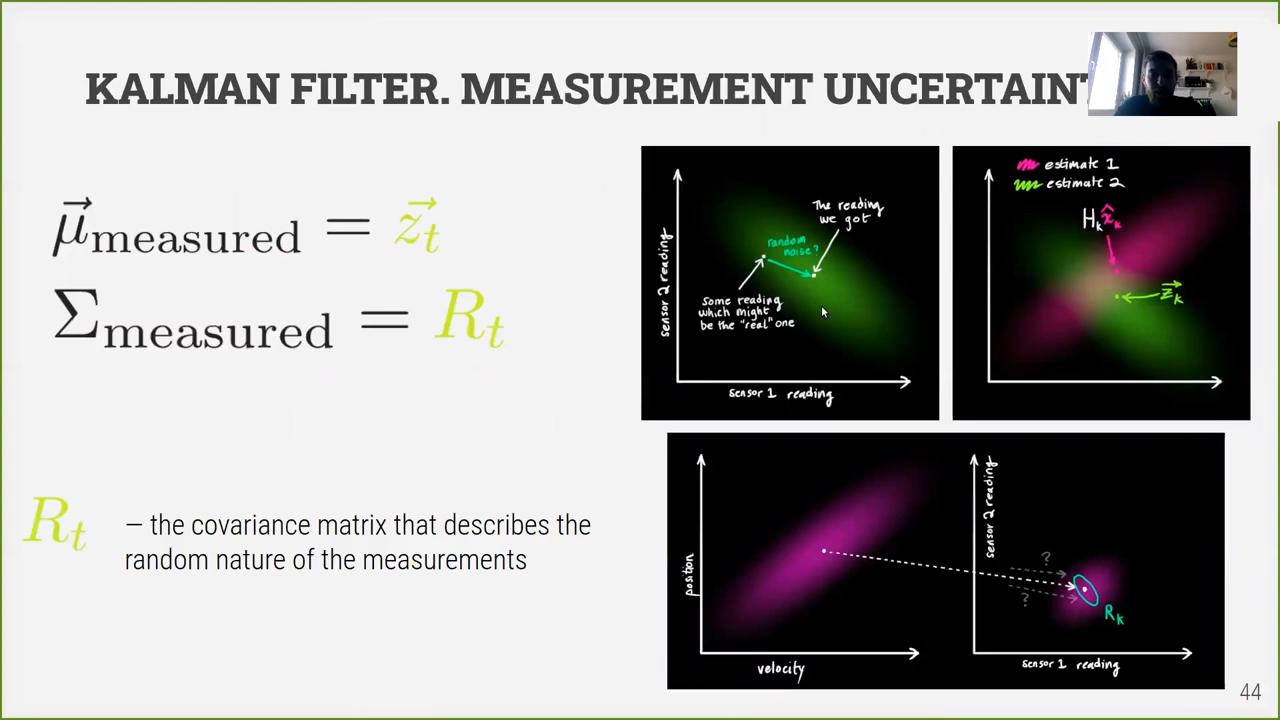 KALMAN FILTER. MEASUREMENT UNCERTAINT
μ⃗measured = z⃗t
Σmeasured = Rt
Rt – the covariance matrix that describes the
random nature of the measurements
sensor 2 reading
The reading
we got
random
noise?
Some reading
which might
be the "real" one
sensor 1 reading
estimate 1
estimate 2
Hkx̂k
z⃗k
position
velocity
sensor 2 reading
?
?
Rk
sensor 1 reading
44